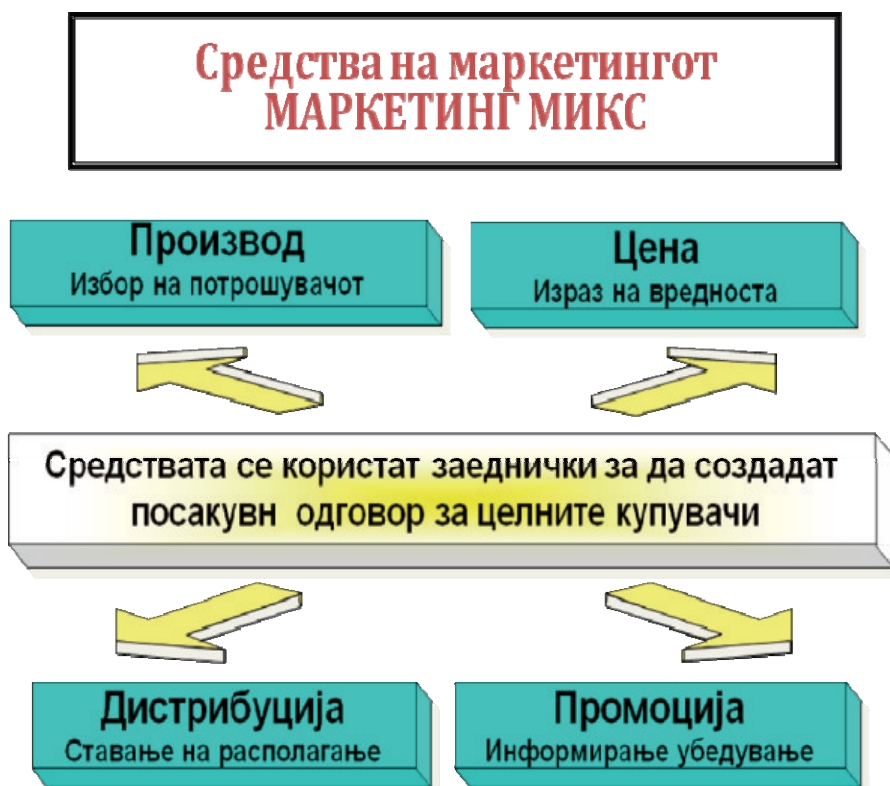 Средства на маркетингот
МАРКЕТИНГ МИКС
Производ
Избор на потрошувачот
Цена
Израз на вредноста
Средствата се користат заеднички за да создадат
посакувн одговор за целните купувачи
Дистрибуција
Ставање на располагање
Промоција
Информирање убедување